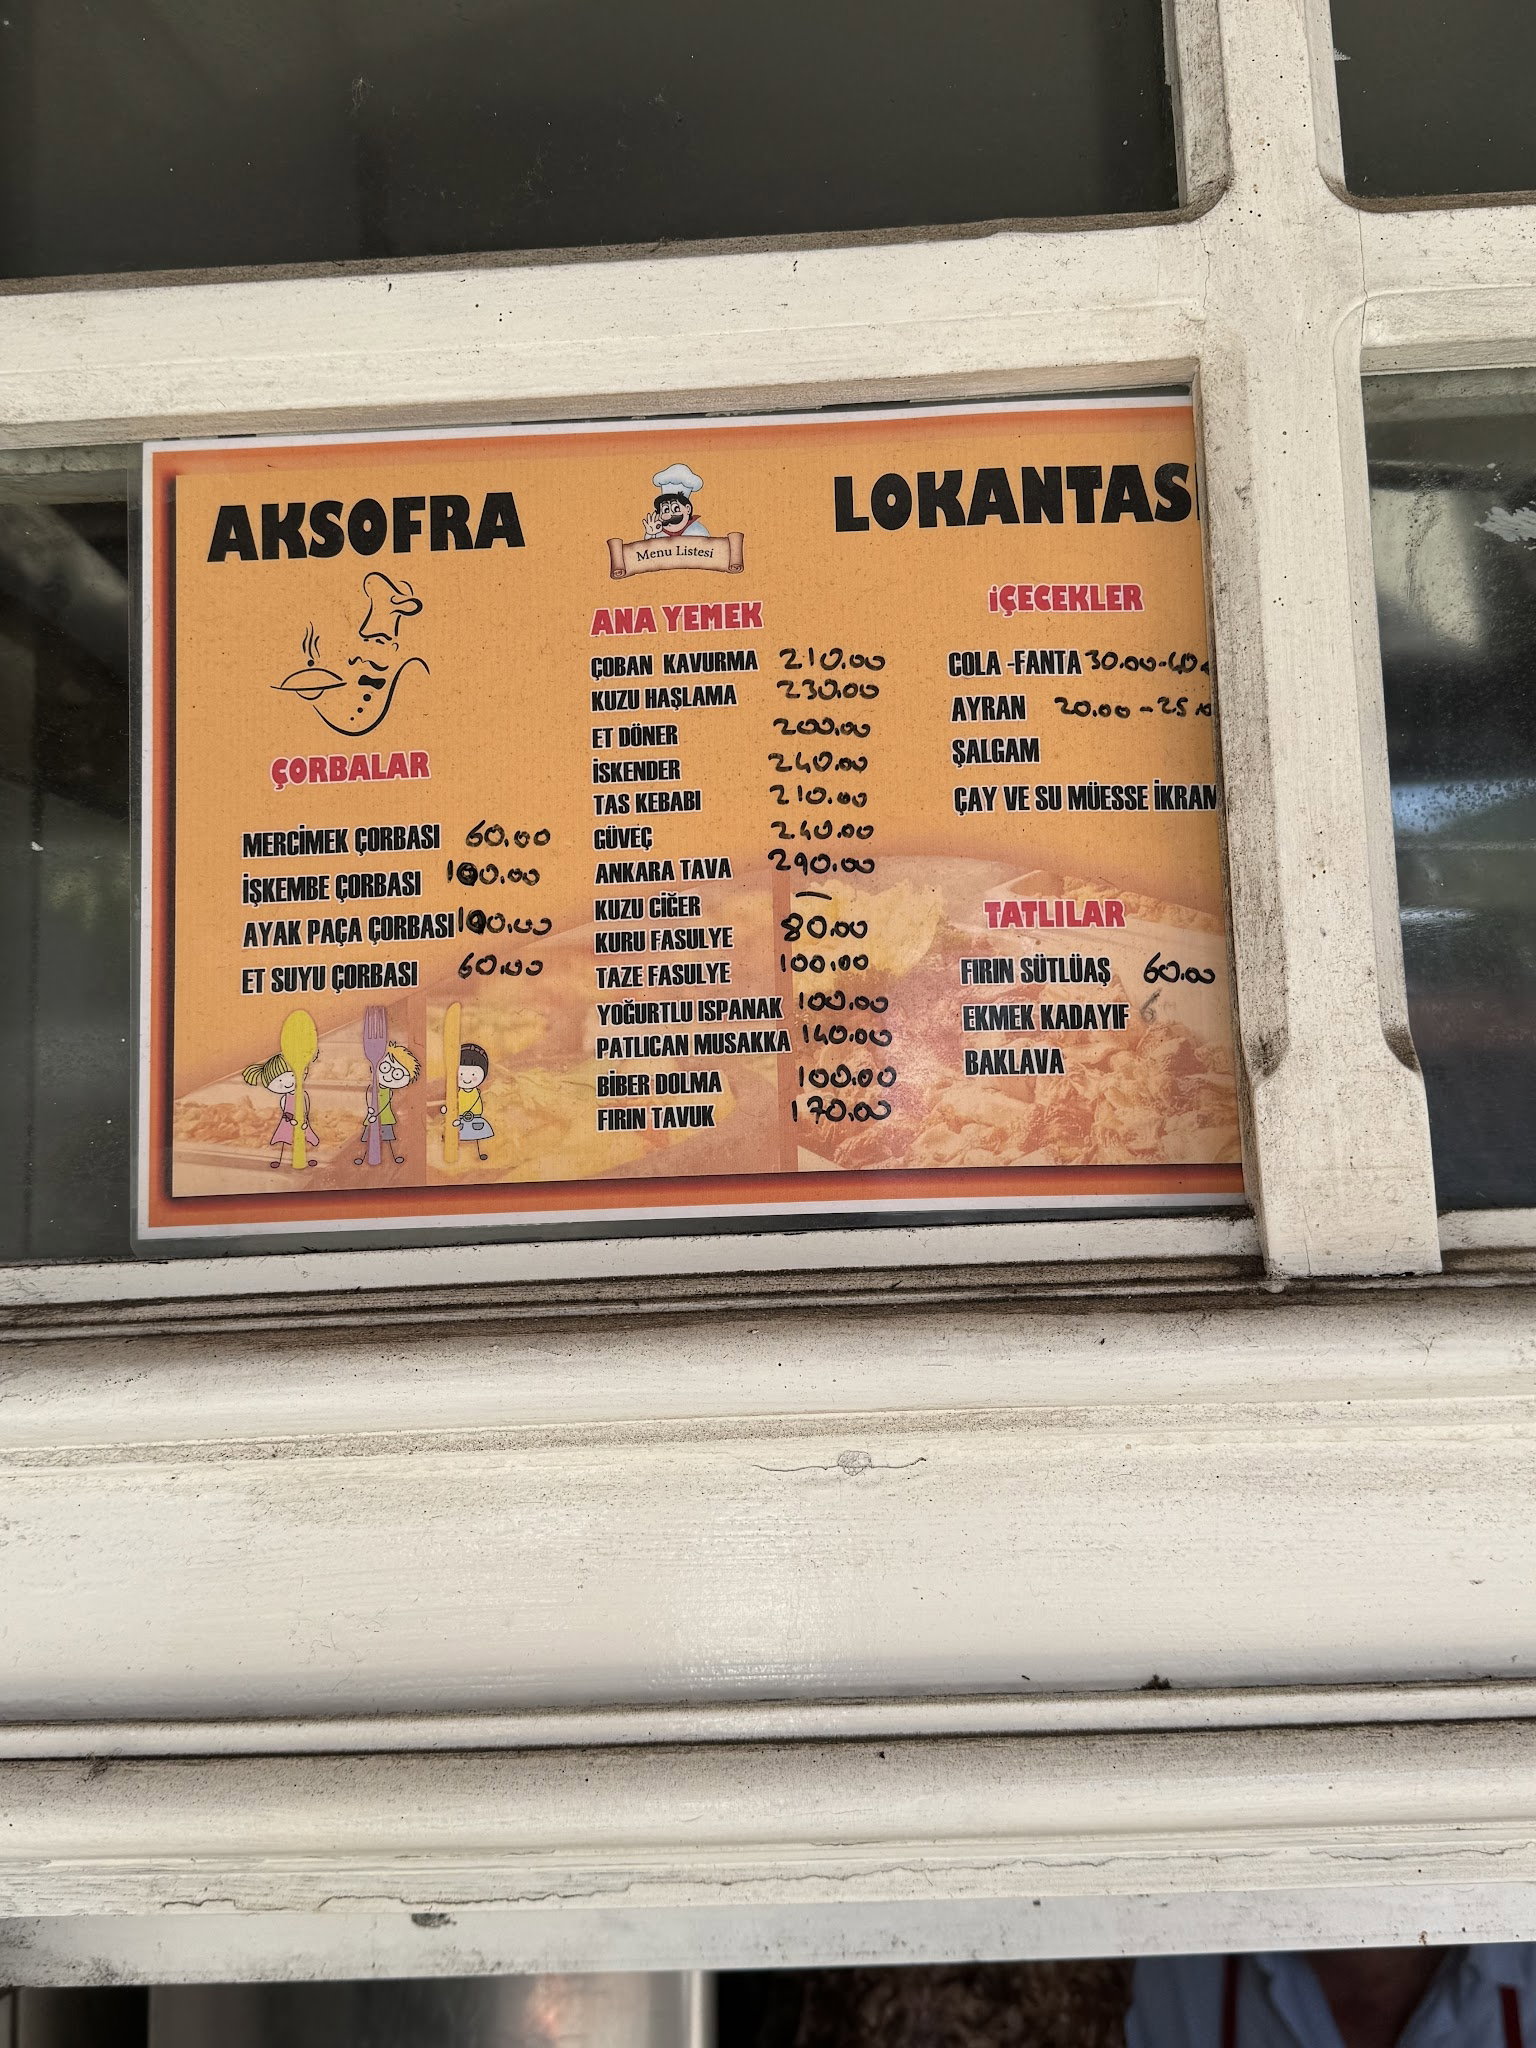 AKSOFRA
Menu Listesi
LOKANTAS
ÇORBALAR
MERCİMEK ÇORBASI 60.00
İŞKEMBE ÇORBASI 100.00
AYAK PAÇA ÇORBASI 100.00
ET SUYU ÇORBASI 60.00
ANA YEMEK
ÇOBAN KAVURMA 210.00
KUZU HAŞLAMA 230.00
ET DÖNER 200.00
İSKENDER 240.00
TAS KEBABI 210.00
GÜVEÇ 240.00
ANKARA TAVA 290.00
KUZU CİĞER —
KURU FASULYE 80.00
TAZE FASULYE 100.00
YOĞURTLU ISPANAK 100.00
PATLICAN MUSAKKA 140.00
BİBER DOLMA 100.00
FIRIN TAVUK 170.00
İÇECEKLER
COLA -FANTA 30.00-40.
AYRAN 20.00 - 25.
ŞALGAM
ÇAY VE SU MÜESSE İKRAM
TATLILAR
FIRIN SÜTLÜAŞ 60.00
EKMEK KADAYIF 6
BAKLAVA